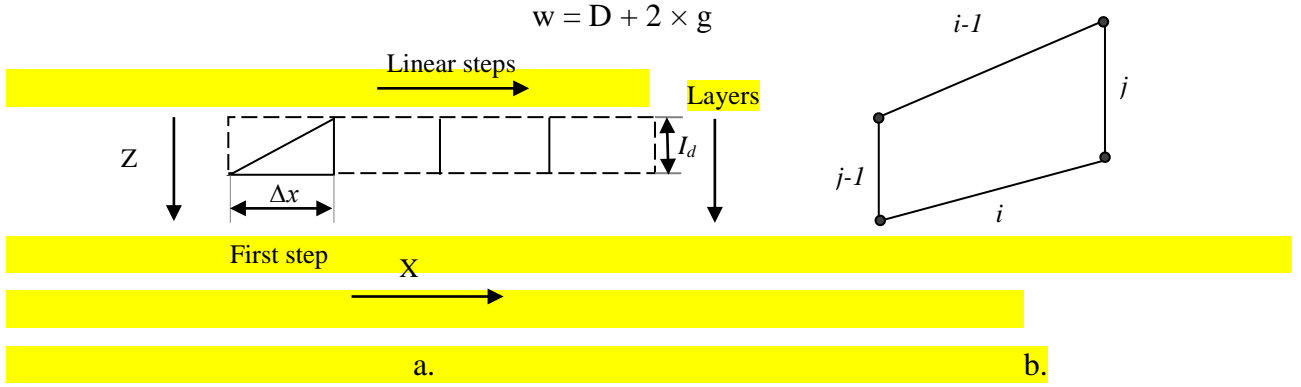 w = D + 2 × g
i-1
Linear steps
Layers
j
Z
I_d
j-1
Δx
i
First step
X
a.
b.